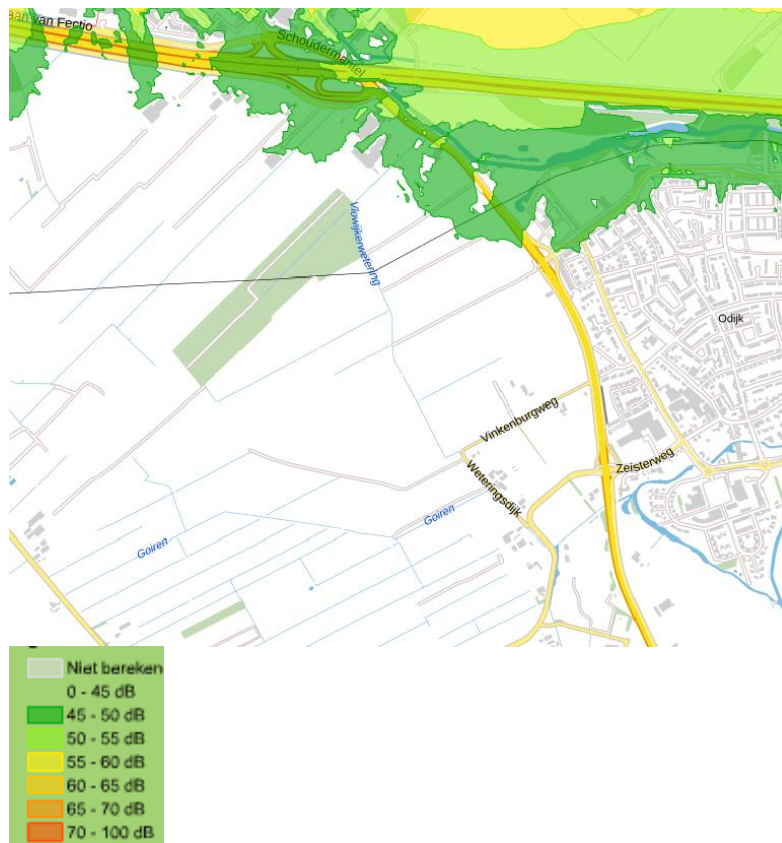 aan van Fectio
Schoudermantel
Vlowijkerwetering
Odijk
Vinkenburgweg
Zeisterweg
Weteringsdijk
Goiren
Goiren
Niet bereken
0 - 45 dB
45 - 50 dB
50 - 55 dB
55 - 60 dB
60 - 65 dB
65 - 70 dB
70 - 100 dB